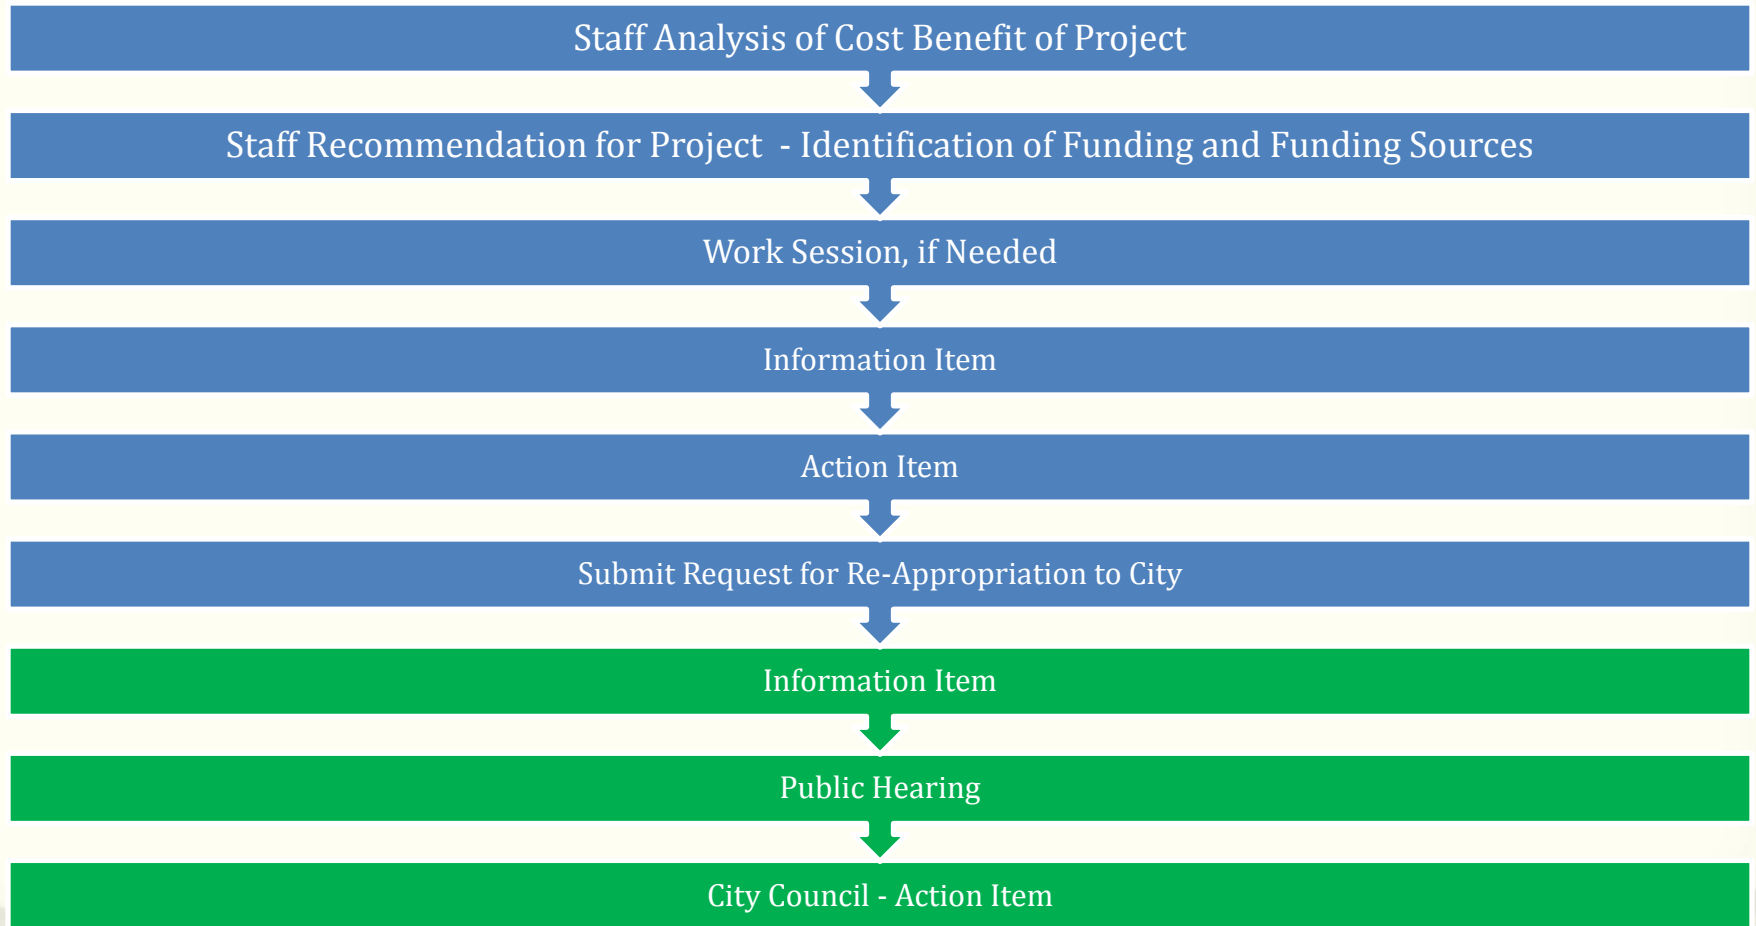 Staff Analysis of Cost Benefit of Project
Staff Recommendation for Project  - Identification of Funding and Funding Sources
Work Session, if Needed
Information Item
Action Item
Submit Request for Re-Appropriation to City
Information Item
Public Hearing
City Council - Action Item